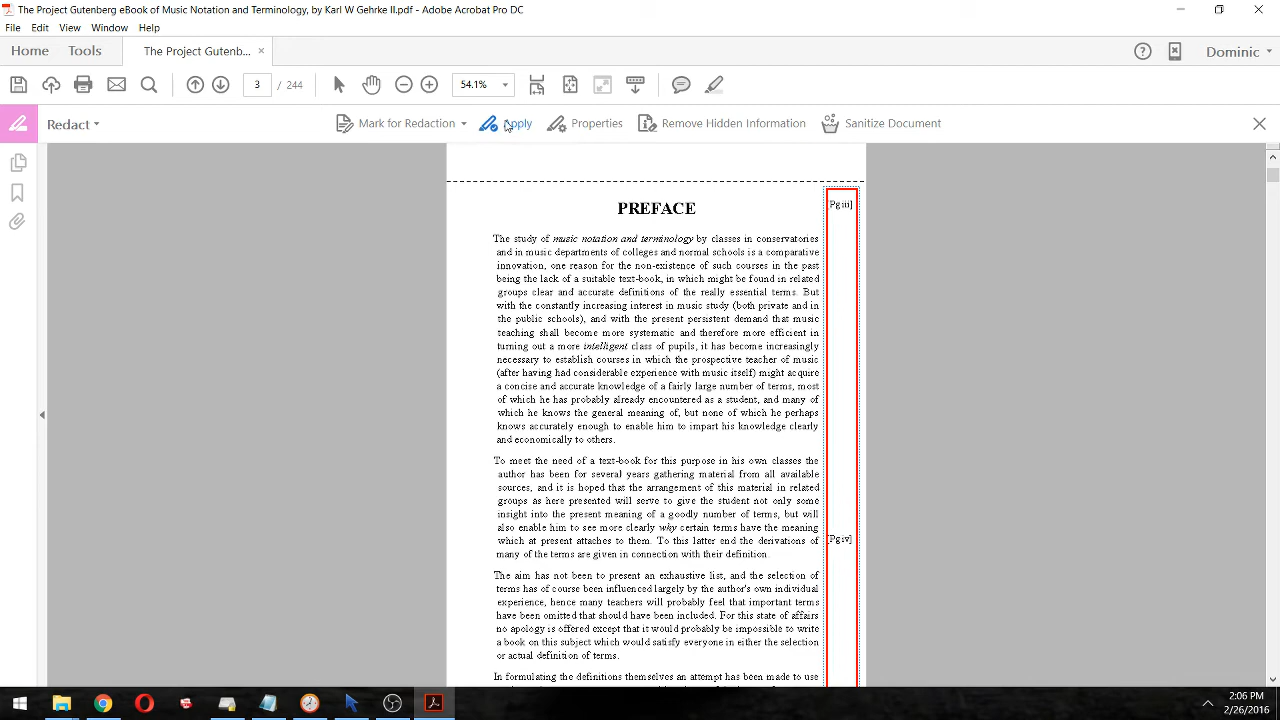 The Project Gutenberg eBook of Music Notation and Terminology, by Karl W Gehrke II.pdf - Adobe Acrobat Pro DC
File Edit View Window Help
Home Tools The Project Gutenb... × Dominic
3 / 244 54.1%
Redact Mark for Redaction Apply Properties Remove Hidden Information Sanitize Document
PREFACE
[Pg iii]
The study of music notation and terminology by classes in conservatories
and in music departments of colleges and normal schools is a comparative
innovation, one reason for the non-existence of such courses in the past
being the lack of a suitable text-book, in which might be found in related
groups clear and accurate definitions of the really essential terms. But
with the constantly increasing interest in music study (both private and in
the public schools), and with the present persistent demand that music
teaching shall become more systematic and therefore more efficient in
turning out a more intelligent class of pupils, it has become increasingly
necessary to establish courses in which the prospective teacher of music
(after having had considerable experience with music itself) might acquire
a concise and accurate knowledge of a fairly large number of terms, most
of which he has probably already encountered as a student, and many of
which he knows the general meaning of, but none of which he perhaps
knows accurately enough to enable him to impart his knowledge clearly
and economically to others.
To meet the need of a text-book for this purpose in his own classes the
author has been for several years gathering material from all available
sources, and it is hoped that the arrangement of this material in related
groups as here presented will serve to give the student not only some
insight into the present meaning of a goodly number of terms, but will
also enable him to see more clearly why certain terms have the meaning
which at present attaches to them. To this latter end the derivations of
[Pg iv]
many of the terms are given in connection with their definition.
The aim has not been to present an exhaustive list, and the selection of
terms has of course been influenced largely by the author's own individual
experience, hence many teachers will probably feel that important terms
have been omitted that should have been included. For this state of affairs
no apology is offered except that it would probably be impossible to write
a book on this subject which would satisfy everyone in either the selection
or actual definition of terms.
In formulating the definitions themselves an attempt has been made to use
2:06 PM
2/26/2016